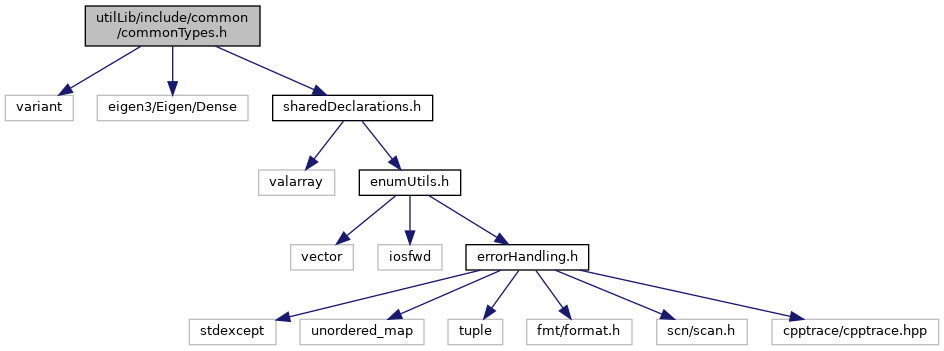 utilLib/include/common
/commonTypes.h
variant
eigen3/Eigen/Dense
sharedDeclarations.h
valarray
enumUtils.h
vector
iosfwd
errorHandling.h
stdexcept
unordered_map
tuple
fmt/format.h
scn/scan.h
cpptrace/cpptrace.hpp